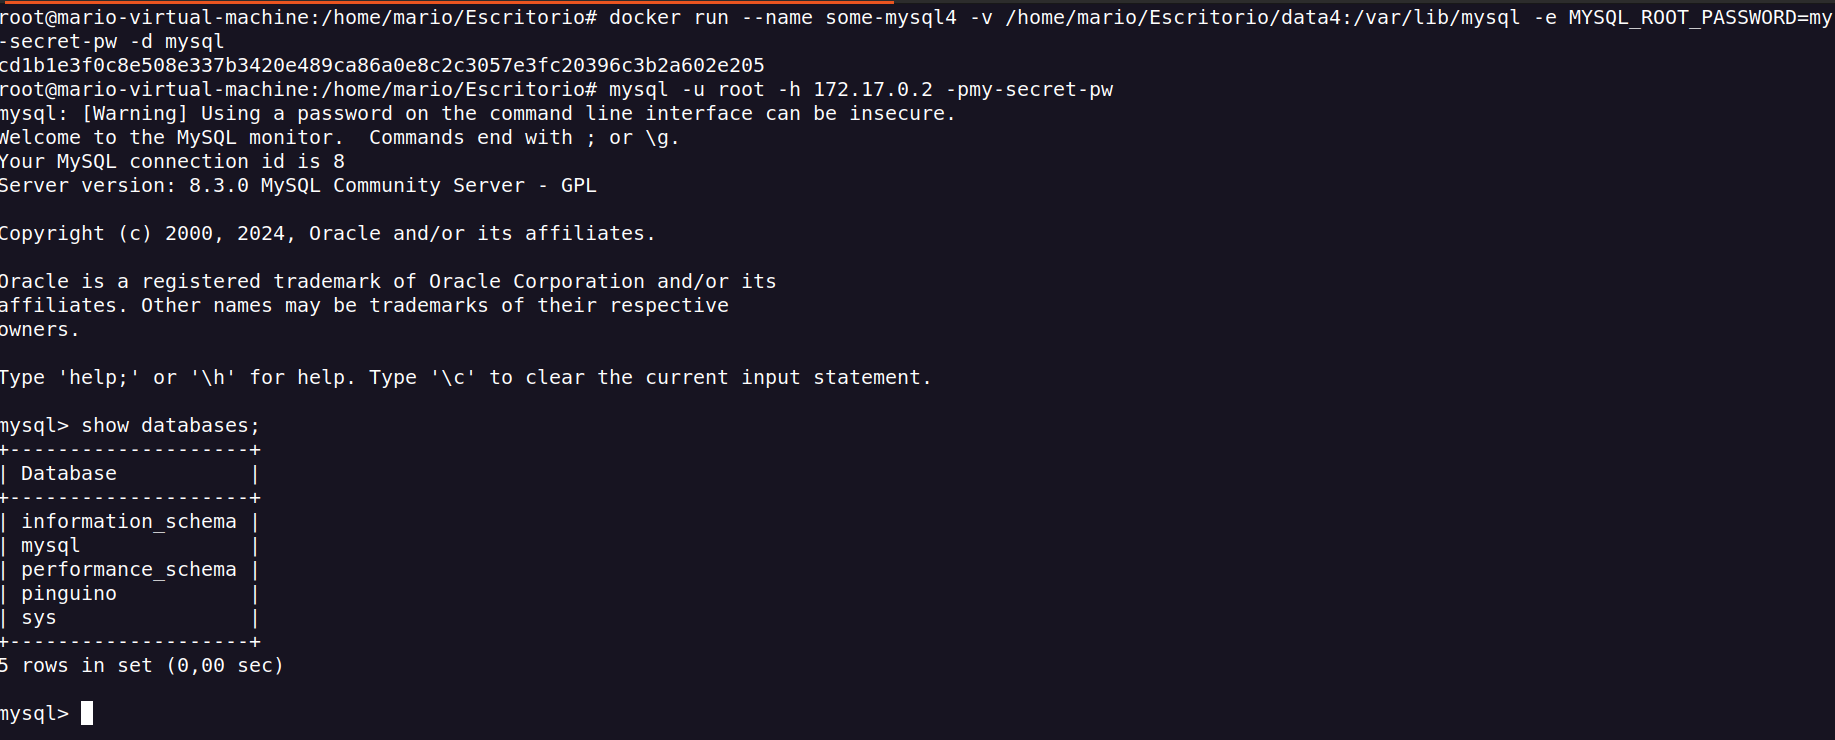 root@mario-virtual-machine:/home/mario/Escritorio# docker run --name some-mysql4 -v /home/mario/Escritorio/data4:/var/lib/mysql -e MYSQL_ROOT_PASSWORD=my
-secret-pw -d mysql
cd1b1e3f0c8e508e337b3420e489ca86a0e8c2c3057e3fc20396c3b2a602e205
root@mario-virtual-machine:/home/mario/Escritorio# mysql -u root -h 172.17.0.2 -pmy-secret-pw
mysql: [Warning] Using a password on the command line interface can be insecure.
Welcome to the MySQL monitor.  Commands end with ; or \g.
Your MySQL connection id is 8
Server version: 8.3.0 MySQL Community Server - GPL

Copyright (c) 2000, 2024, Oracle and/or its affiliates.

Oracle is a registered trademark of Oracle Corporation and/or its
affiliates. Other names may be trademarks of their respective
owners.

Type 'help;' or '\h' for help. Type '\c' to clear the current input statement.

mysql> show databases;
+--------------------+
| Database           |
+--------------------+
| information_schema |
| mysql              |
| performance_schema |
| pinguino           |
| sys                |
+--------------------+
5 rows in set (0,00 sec)

mysql>